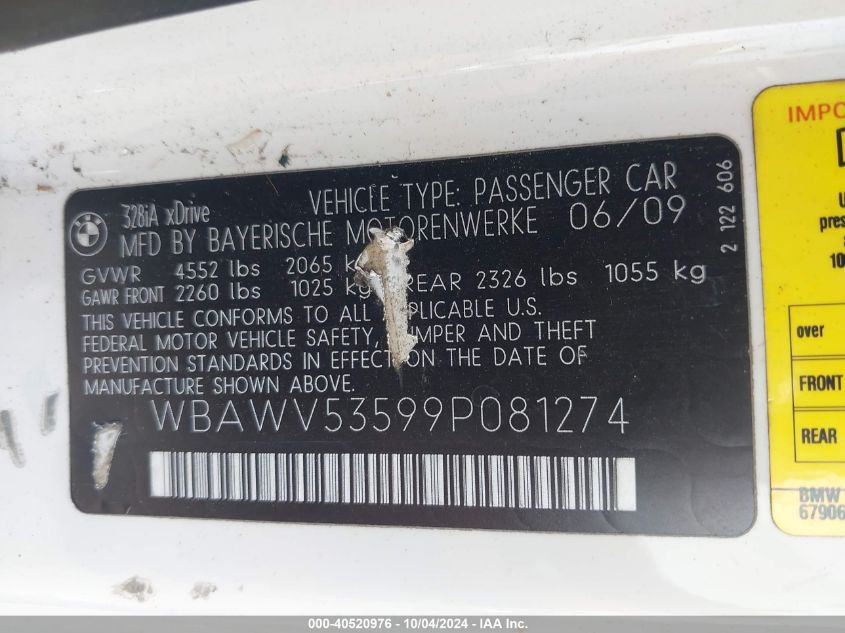 BMW
328iA xDrive VEHICLE TYPE: PASSENGER CAR
MFD BY BAYERISCHE MOTORENWERKE 06/09
GVWR 4552 lbs 2065
GAWR FRONT 2260 lbs 1025 kg REAR 2326 lbs 1055 kg
THIS VEHICLE CONFORMS TO ALL APPLICABLE U.S.
FEDERAL MOTOR VEHICLE SAFETY, BUMPER AND THEFT
PREVENTION STANDARDS IN EFFECT ON THE DATE OF
MANUFACTURE SHOWN ABOVE.
WBAWV53599P081274
2 122 606
over
FRONT
REAR
BMW
67906
000-40520976 - 10/04/2024 - IAA Inc.